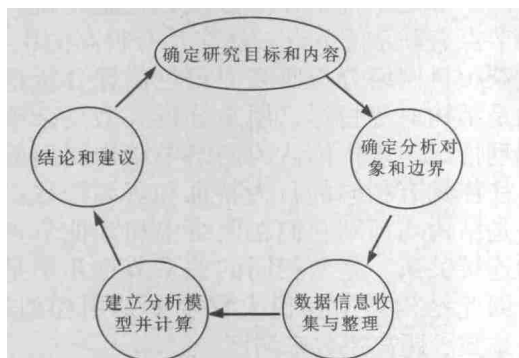 确定研究目标和内容
确定分析对
象和边界
数据信息收
集与整理
建立分析模
型并计算
结论和建议